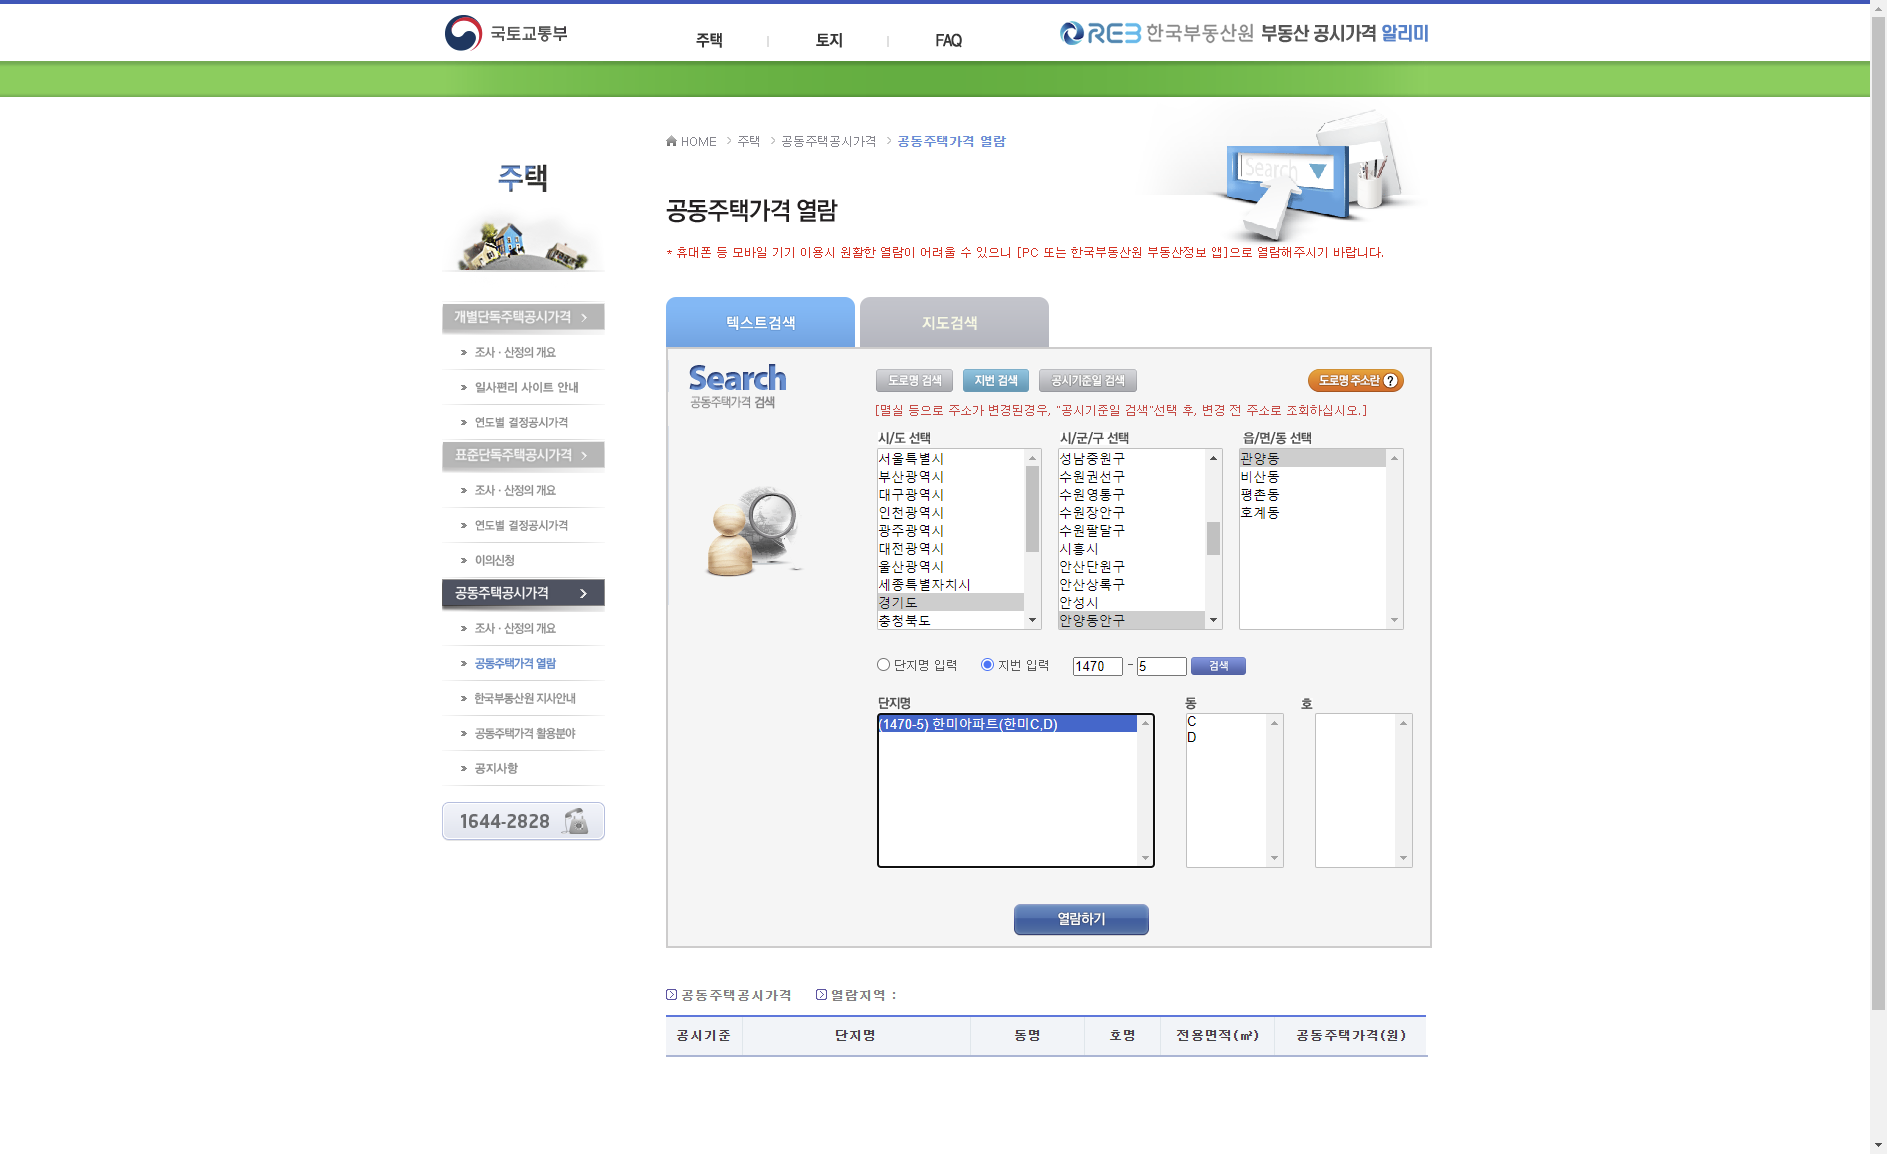 국토교통부
주택
토지
FAQ
REB 한국부동산원 부동산 공시가격 알리미
HOME > 주택 > 공동주택공시가격 > 공동주택가격 열람
Search
주택
공동주택가격 열람
* 휴대폰 등 모바일 기기 이용시 원활한 열람이 어려울 수 있으니 [PC 또는 한국부동산원 부동산정보 앱]으로 열람해주시기 바랍니다.
개별단독주택공시가격 >
조사 · 산정의 개요
일사편리 사이트 안내
연도별 결정공시가격
표준단독주택공시가격 >
조사 · 산정의 개요
연도별 결정공시가격
이의신청
공동주택공시가격 >
조사 · 산정의 개요
공동주택가격 열람
한국부동산원 지사안내
공동주택가격 활용분야
공지사항
1644-2828
텍스트검색
지도검색
Search
공동주택가격 검색
도로명 검색
지번 검색
공시기준일 검색
도로명 주소란 ?
[멸실 등으로 주소가 변경된경우, "공시기준일 검색"선택 후, 변경 전 주소로 조회하십시오.]
시/도 선택
서울특별시
부산광역시
대구광역시
인천광역시
광주광역시
대전광역시
울산광역시
세종특별자치시
경기도
충청북도
시/군/구 선택
성남중원구
수원권선구
수원영통구
수원장안구
수원팔달구
시흥시
안산단원구
안산상록구
안성시
안양동안구
읍/면/동 선택
관양동
비산동
평촌동
호계동
단지명 입력
지번 입력
1470 - 5
검색
단지명
(1470-5) 한미아파트(한미C,D)
동
C
D
호
열람하기
공동주택공시가격
열람지역 :
공시기준
단지명
동명
호명
전용면적(㎡)
공동주택가격(원)